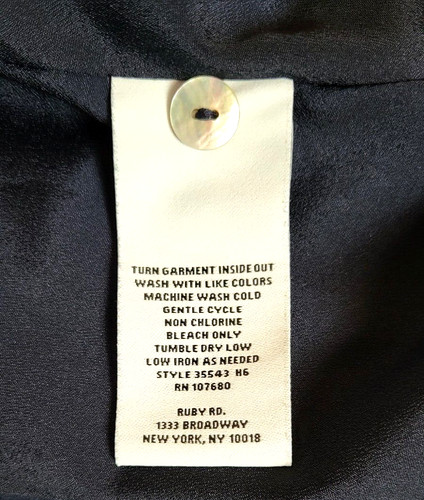 TURN GARMENT INSIDE OUT
WASH WITH LIKE COLORS
MACHINE WASH COLD
GENTLE CYCLE
NON CHLORINE
BLEACH ONLY
TUMBLE DRY LOW
LOW IRON AS NEEDED
STYLE 35543 H6
RN 107680
RUBY RD.
1333 BROADWAY
NEW YORK, NY 10018